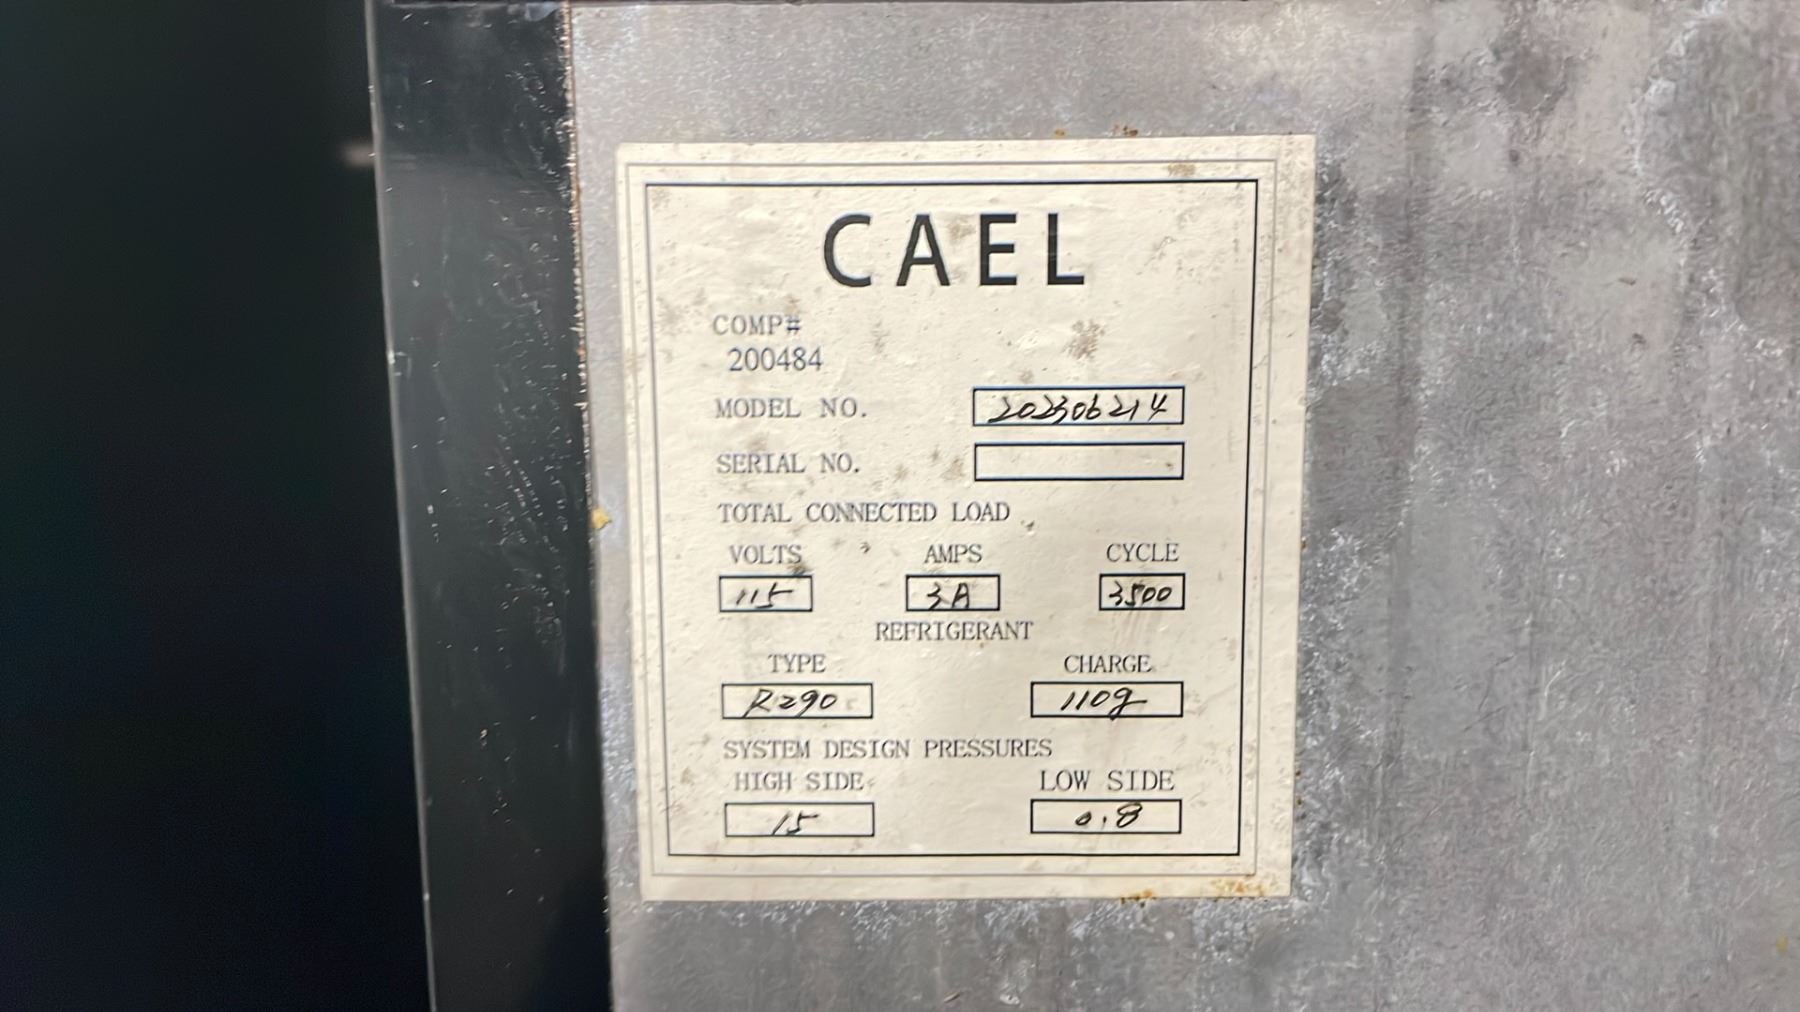 CAEL
COMP#
200484
MODEL NO. 202306214
SERIAL NO.
TOTAL CONNECTED LOAD
VOLTS AMPS CYCLE
115 3A 3500
REFRIGERANT
TYPE CHARGE
R290 110g
SYSTEM DESIGN PRESSURES
HIGH SIDE LOW SIDE
15 0.8